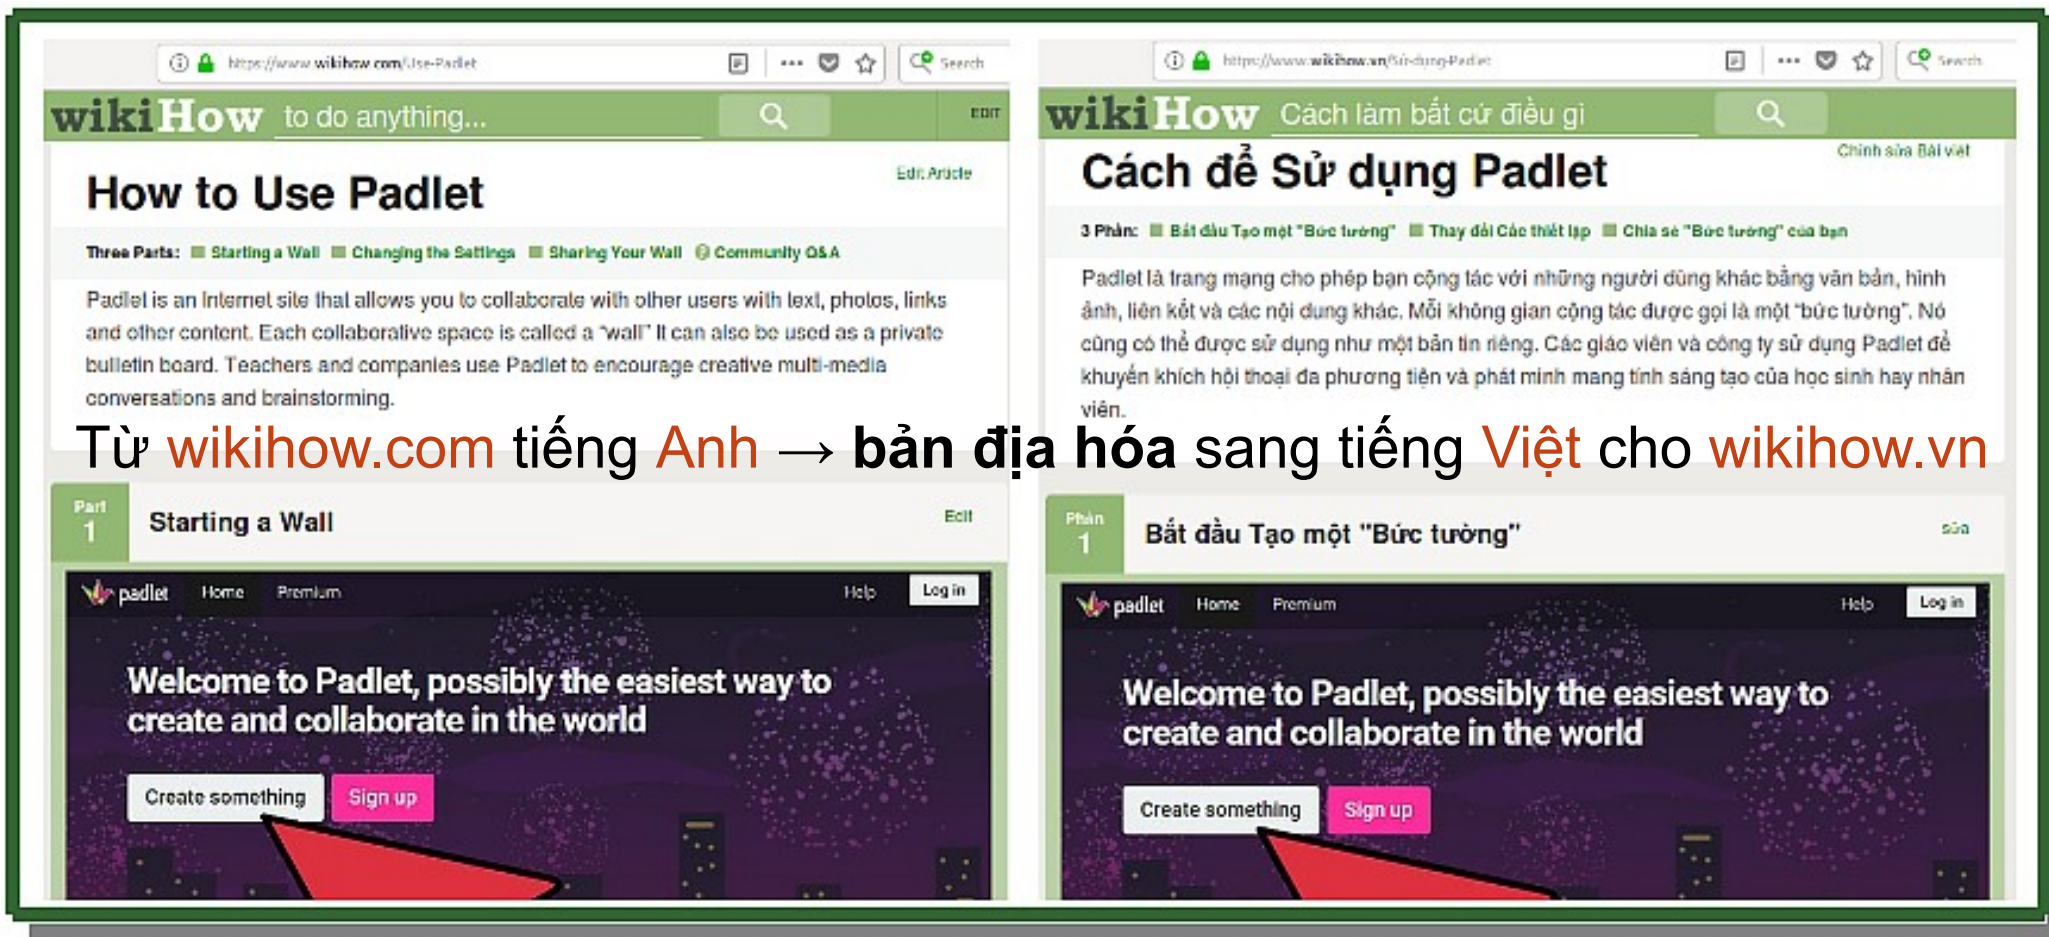 https://www.wikihow.com/Use-Padlet
Search
wikiHow to do anything...
EDIT
How to Use Padlet
Edit Article
Three Parts: Starting a Wall Changing the Settings Sharing Your Wall Community Q&A
Padlet is an Internet site that allows you to collaborate with other users with text, photos, links
and other content. Each collaborative space is called a "wall" It can also be used as a private
bulletin board. Teachers and companies use Padlet to encourage creative multi-media
conversations and brainstorming.
https://www.wikihow.vn/Sử-dụng-Padlet
Search
wikiHow Cách làm bất cứ điều gì
Chỉnh sửa Bài viết
Cách để Sử dụng Padlet
3 Phần: Bắt đầu Tạo một "Bức tường" Thay đổi Các thiết lập Chia sẻ "Bức tường" của bạn
Padlet là trang mạng cho phép bạn cộng tác với những người dùng khác bằng văn bản, hình
ảnh, liên kết và các nội dung khác. Mỗi không gian cộng tác được gọi là một "bức tường". Nó
cũng có thể được sử dụng như một bản tin riêng. Các giáo viên và công ty sử dụng Padlet để
khuyến khích hội thoại đa phương tiện và phát minh mang tính sáng tạo của học sinh hay nhân
viên.
Từ wikihow.com tiếng Anh → bản địa hóa sang tiếng Việt cho wikihow.vn
Part
1
Starting a Wall
Edit
padlet Home Premium Help Log in
Welcome to Padlet, possibly the easiest way to
create and collaborate in the world
Create something Sign up
Phần
1
Bắt đầu Tạo một "Bức tường"
sửa
padlet Home Premium Help Log in
Welcome to Padlet, possibly the easiest way to
create and collaborate in the world
Create something Sign up